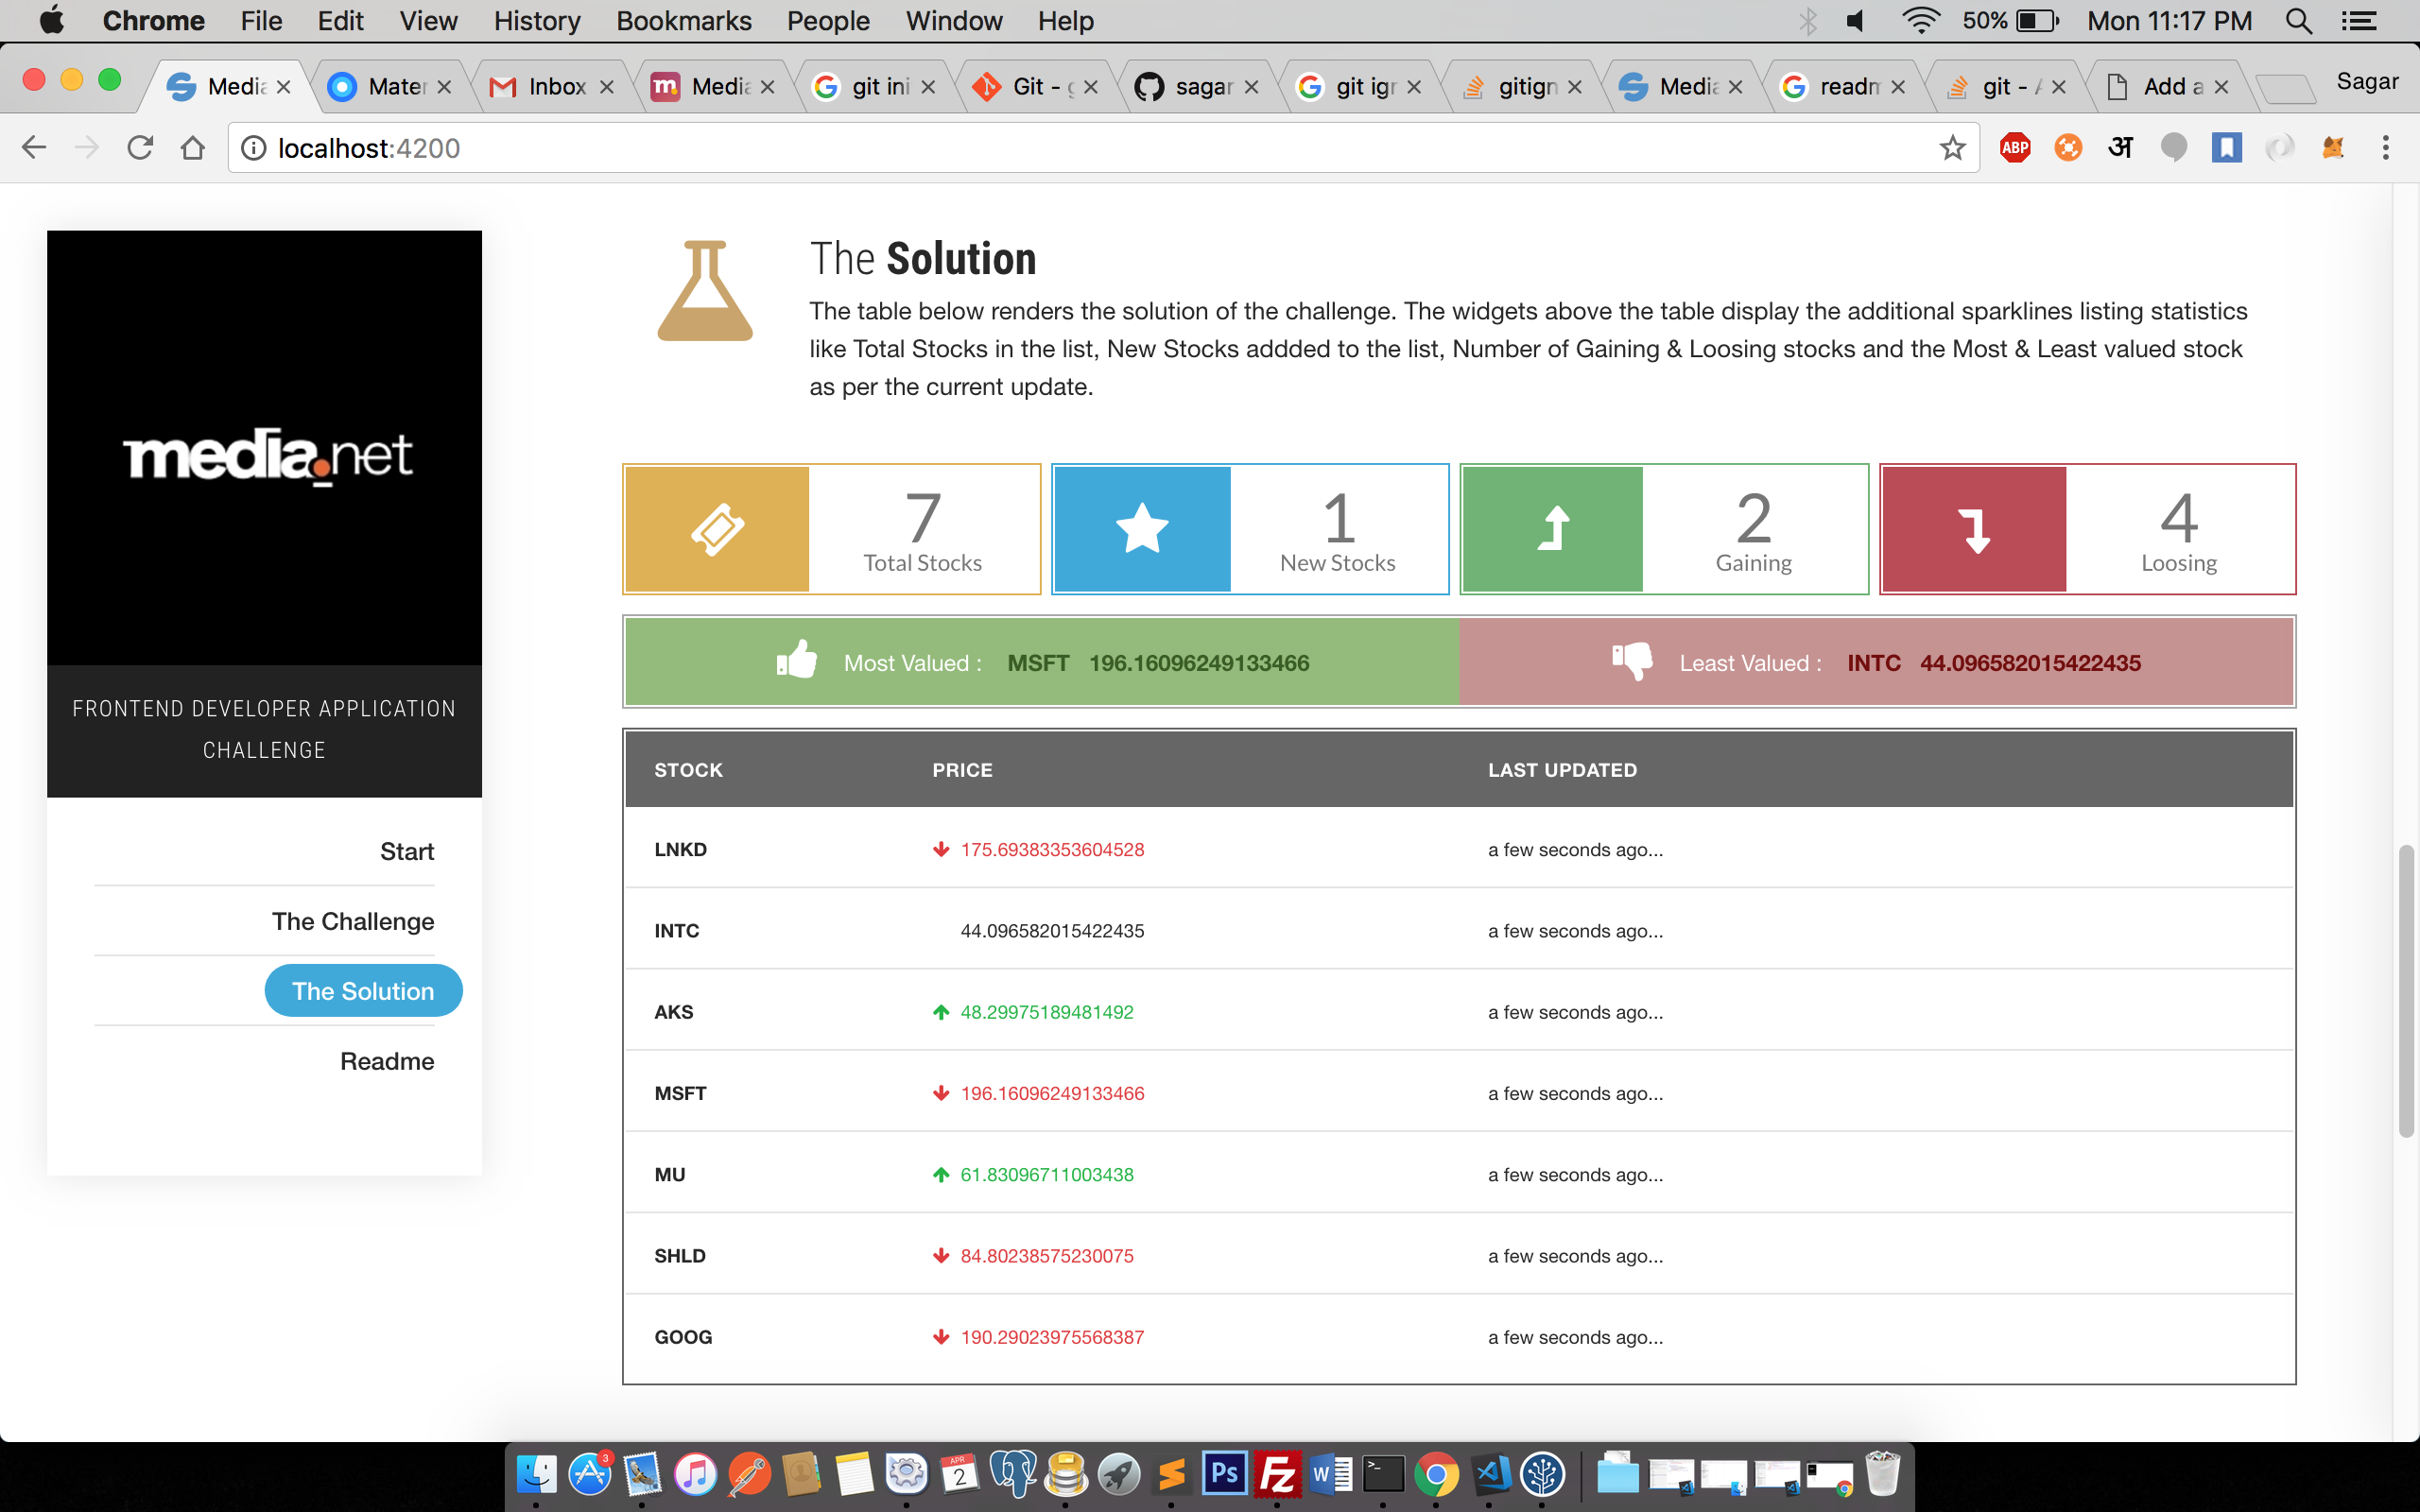 Chrome File Edit View History Bookmarks People Window Help 50% Mon 11:17 PM
Media Mater Inbox Media git ini Git - g sagar git igr gitign Media readm git - A Add a Sagar
localhost:4200
ABP अ
The Solution
The table below renders the solution of the challenge. The widgets above the table display the additional sparklines listing statistics
like Total Stocks in the list, New Stocks addded to the list, Number of Gaining & Loosing stocks and the Most & Least valued stock
as per the current update.
media.net
FRONTEND DEVELOPER APPLICATION
CHALLENGE
Start
The Challenge
The Solution
Readme
7
Total Stocks
1
New Stocks
2
Gaining
4
Loosing
Most Valued : MSFT 196.16096249133466
Least Valued : INTC 44.096582015422435
STOCK PRICE LAST UPDATED
LNKD 175.69383353604528 a few seconds ago...
INTC 44.096582015422435 a few seconds ago...
AKS 48.29975189481492 a few seconds ago...
MSFT 196.16096249133466 a few seconds ago...
MU 61.83096711003438 a few seconds ago...
SHLD 84.80238575230075 a few seconds ago...
GOOG 190.29023975568387 a few seconds ago...
3 APR 2 Ps Fz W >_